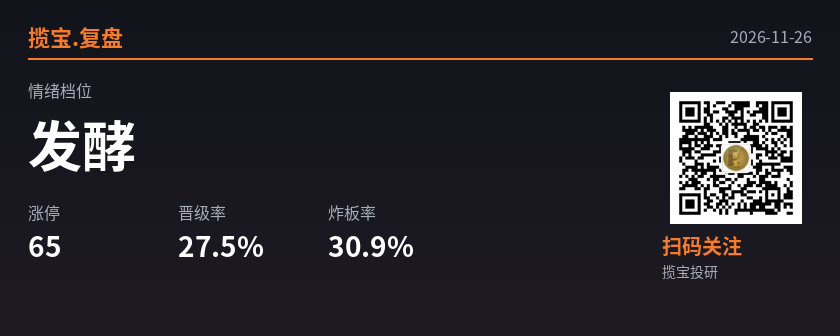 揽宝.复盘
2026-11-26
情绪档位
发酵
涨停 晋级率 炸板率
65 27.5% 30.9%
扫码关注
揽宝投研